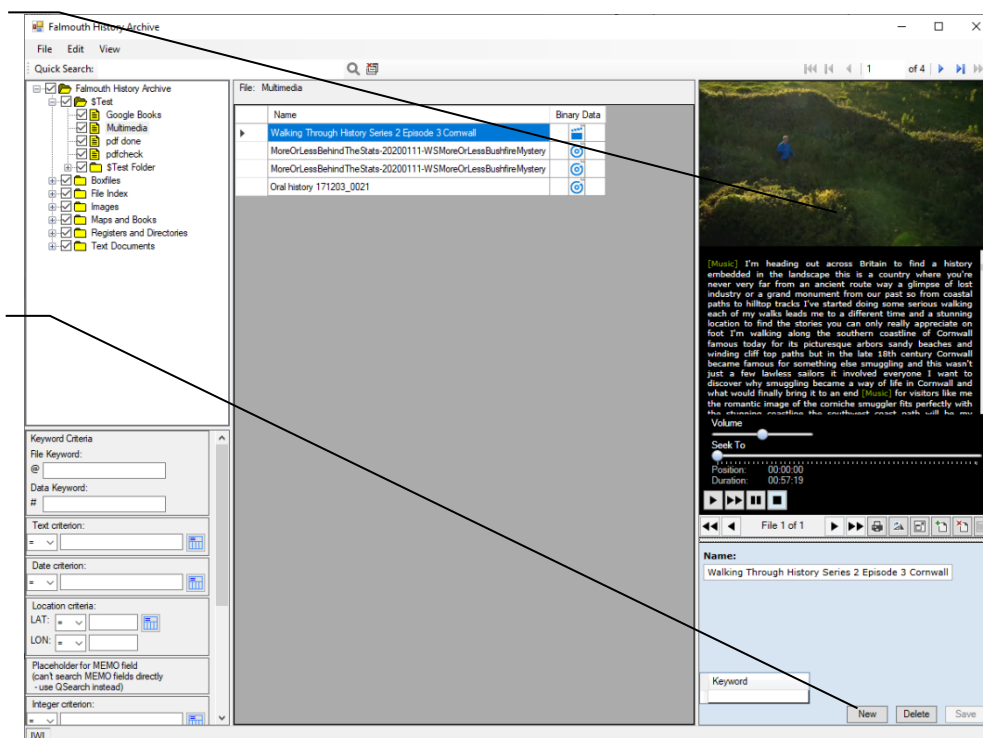 Falmouth History Archive
File Edit View
Quick Search:
1 of 4
Falmouth History Archive
$Test
Google Books
Multimedia
pdf done
pdfcheck
$Test Folder
Boxfiles
File Index
Images
Maps and Books
Registers and Directories
Text Documents
File: Multimedia
Name Binary Data
Walking Through History Series 2 Episode 3 Cornwall
MoreOrLessBehindTheStats-20200111-WSMoreOrLessBushfireMystery
MoreOrLessBehindTheStats-20200111-WSMoreOrLessBushfireMystery
Oral history 171203_0021
[Music] I'm heading out across Britain to find a history
embedded in the landscape this is a country where you're
never very far from an ancient route way a glimpse of lost
industry or a grand monument from our past so from coastal
paths to hilltop tracks I've started doing some serious walking
each of my walks leads me to a different time and a stunning
location to find the stories you can only really appreciate on
foot I'm walking along the southern coastline of Cornwall
famous today for its picturesque arbors sandy beaches and
winding cliff top paths but in the late 18th century Cornwall
became famous for something else smuggling and this wasn't
just a few lawless sailors it involved everyone I want to
discover why smuggling became a way of life in Cornwall and
what would finally bring it to an end [Music] for visitors like me
the romantic image of the corniche smuggler fits perfectly with
the stunning coastline the southwest coast path will be my
Volume
Seek To
Position: 00:00:00
Duration: 00:57:19
File 1 of 1
Name:
Walking Through History Series 2 Episode 3 Cornwall
Keyword
New Delete Save
Keyword Criteria
File Keyword:
@
Data Keyword:
#
Text criterion:
=
Date criterion:
=
Location criteria:
LAT: =
LON: =
Placeholder for MEMO field
(can't search MEMO fields directly
- use QSearch instead)
Integer criterion:
=
IWI